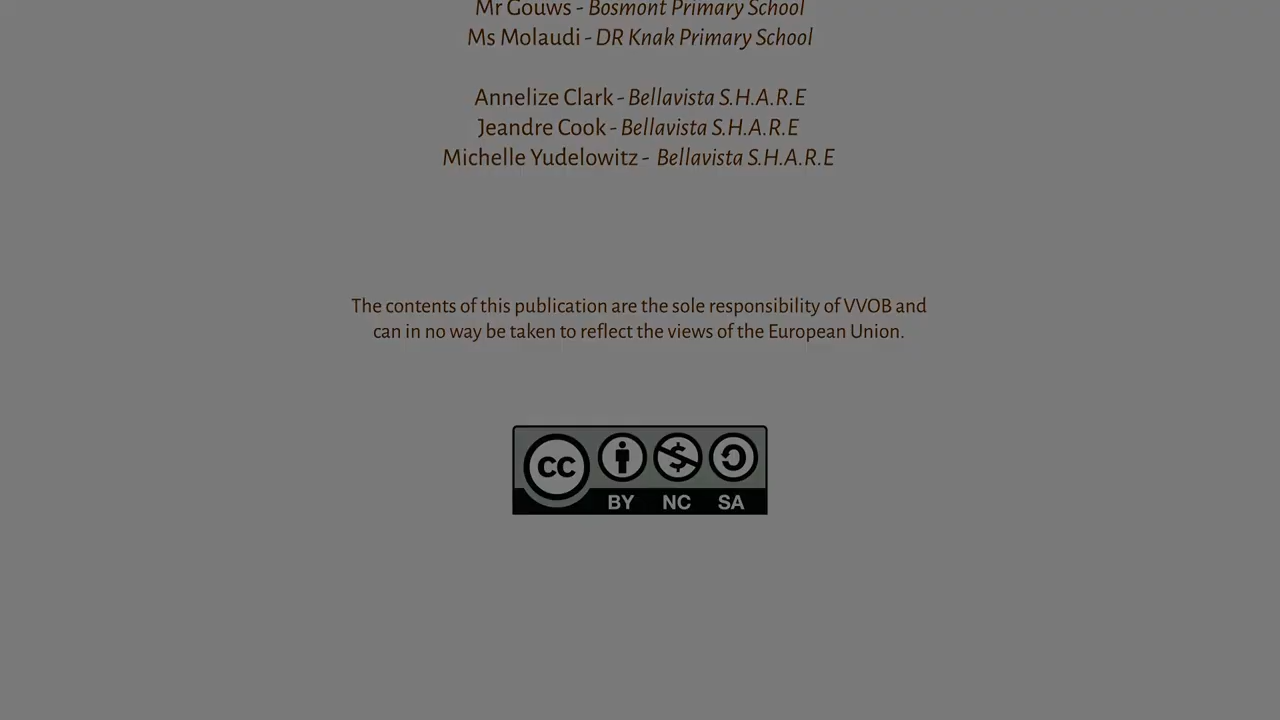 Mr Gouws - Bosmont Primary School
Ms Molaudi - DR Knak Primary School
Annelize Clark - Bellavista S.H.A.R.E
Jeandre Cook - Bellavista S.H.A.R.E
Michelle Yudelowitz - Bellavista S.H.A.R.E
The contents of this publication are the sole responsibility of VVOB and
can in no way be taken to reflect the views of the European Union.
cc
BY NC SA